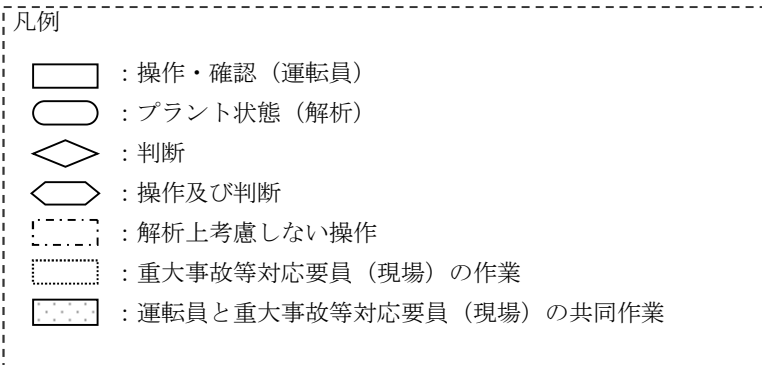 凡例
：操作・確認（運転員）
：プラント状態（解析）
：判断
：操作及び判断
：解析上考慮しない操作
：重大事故等対応要員（現場）の作業
：運転員と重大事故等対応要員（現場）の共同作業